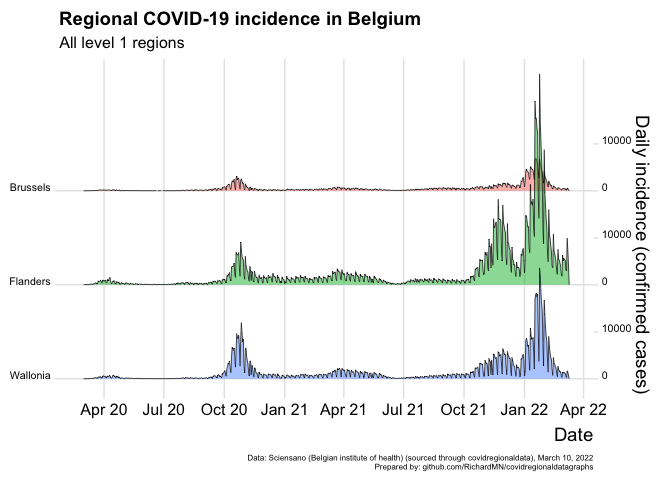 Regional COVID-19 incidence in Belgium
All level 1 regions
10000
Brussels
0
10000
Flanders
0
10000
Wallonia
0
Daily incidence (confirmed cases)
Apr 20 Jul 20 Oct 20 Jan 21 Apr 21 Jul 21 Oct 21 Jan 22 Apr 22
Date
Data: Sciensano (Belgian institute of health) (sourced through covidregionaldata), March 10, 2022
Prepared by: github.com/RichardMN/covidregionaldatagraphs